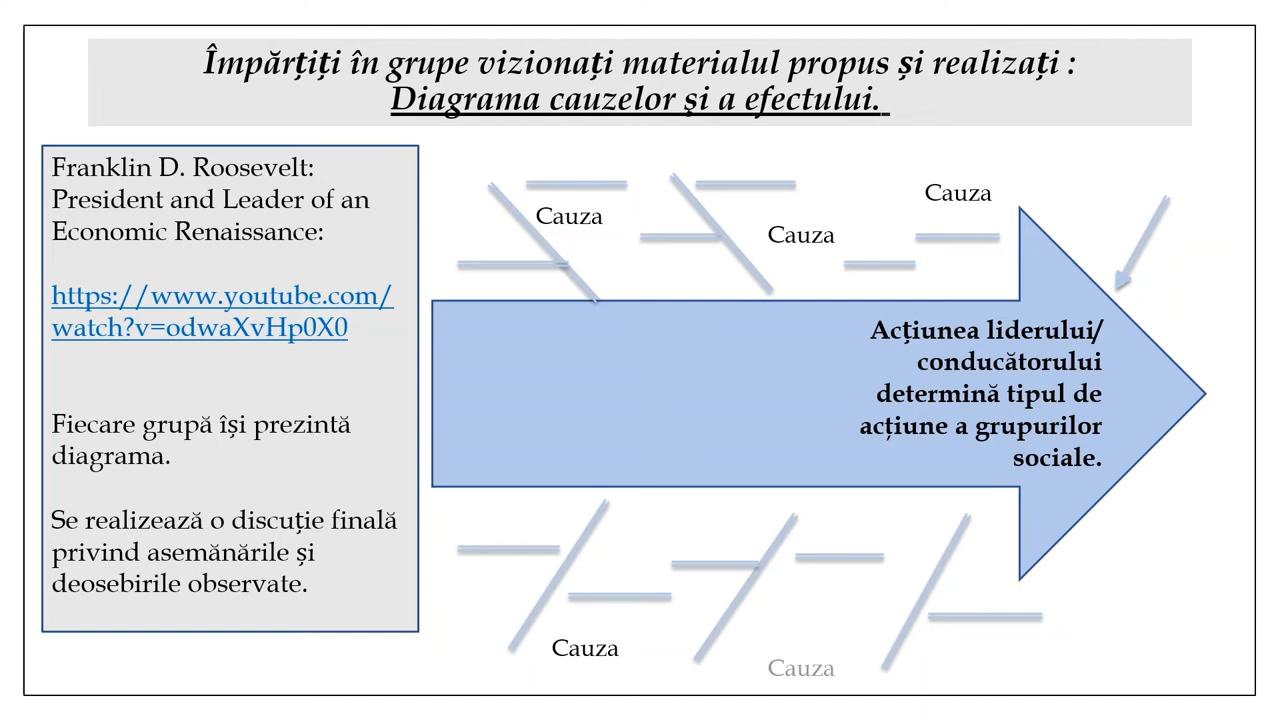 Împărțiți în grupe vizionați materialul propus și realizați :
Diagrama cauzelor și a efectului.
Franklin D. Roosevelt:
President and Leader of an
Economic Renaissance:
https://www.youtube.com/
watch?v=odwaXvHp0X0
Fiecare grupă își prezintă
diagrama.
Se realizează o discuție finală
privind asemănările și
deosebirile observate.
Cauza
Cauza
Cauza
Acțiunea liderului/
conducătorului
determină tipul de
acțiune a grupurilor
sociale.
Cauza
Cauza